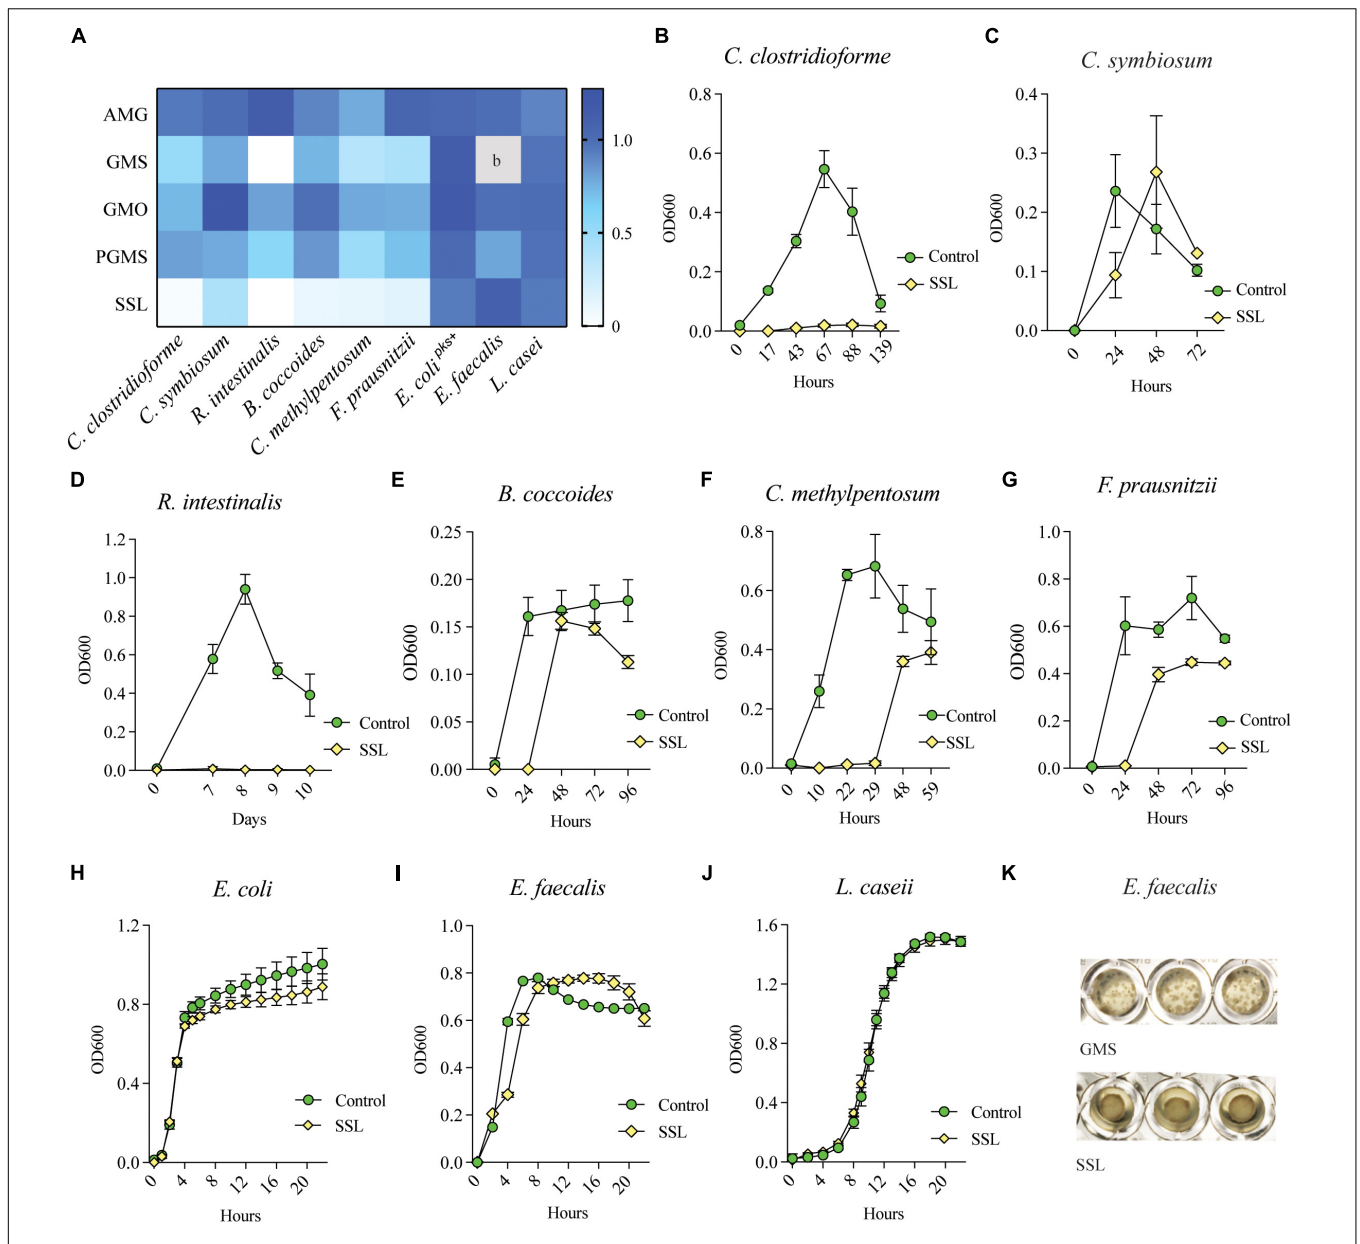 A
AMG
GMS
GMO
PGMS
SSL
b
1.0
0.5
0
C. clostridioforme
C. symbiosum
R. intestinalis
B. coccoides
C. methylpentosum
F. prausnitzii
E. coli pks+
E. faecalis
L. casei
B
C. clostridioforme
OD600
0.8
0.6
0.4
0.2
0.0
0 17 43 67 88 139
Hours
Control
SSL
C
C. symbiosum
OD600
0.4
0.3
0.2
0.1
0.0
0 24 48 72
Hours
Control
SSL
D
R. intestinalis
OD600
1.2
1.0
0.8
0.6
0.4
0.2
0.0
0 7 8 9 10
Days
Control
SSL
E
B. coccoides
OD600
0.25
0.20
0.15
0.10
0.05
0.00
0 24 48 72 96
Hours
Control
SSL
F
C. methylpentosum
OD600
0.8
0.6
0.4
0.2
0.0
0 10 22 29 48 59
Hours
Control
SSL
G
F. prausnitzii
OD600
1.0
0.8
0.6
0.4
0.2
0.0
0 24 48 72 96
Hours
Control
SSL
H
E. coli
OD600
1.2
0.8
0.4
0.0
0 4 8 12 16 20
Hours
Control
SSL
I
E. faecalis
OD600
1.0
0.8
0.6
0.4
0.2
0.0
0 4 8 12 16 20
Hours
Control
SSL
J
L. caseii
OD600
1.6
1.2
0.8
0.4
0.0
0 4 8 12 16 20
Hours
Control
SSL
K
E. faecalis
GMS
SSL